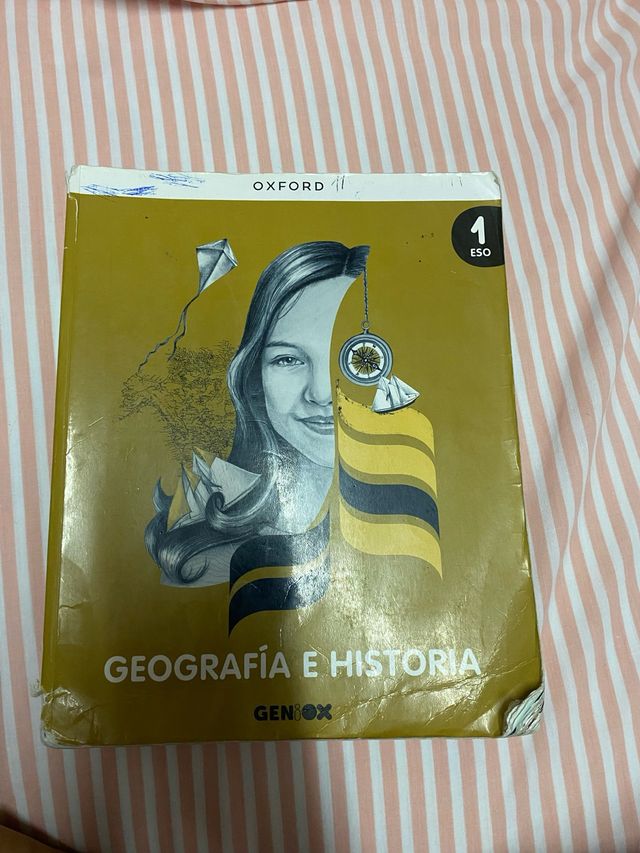 OXFORD
1
ESO
GEOGRAFÍA E HISTORIA
GENiOX